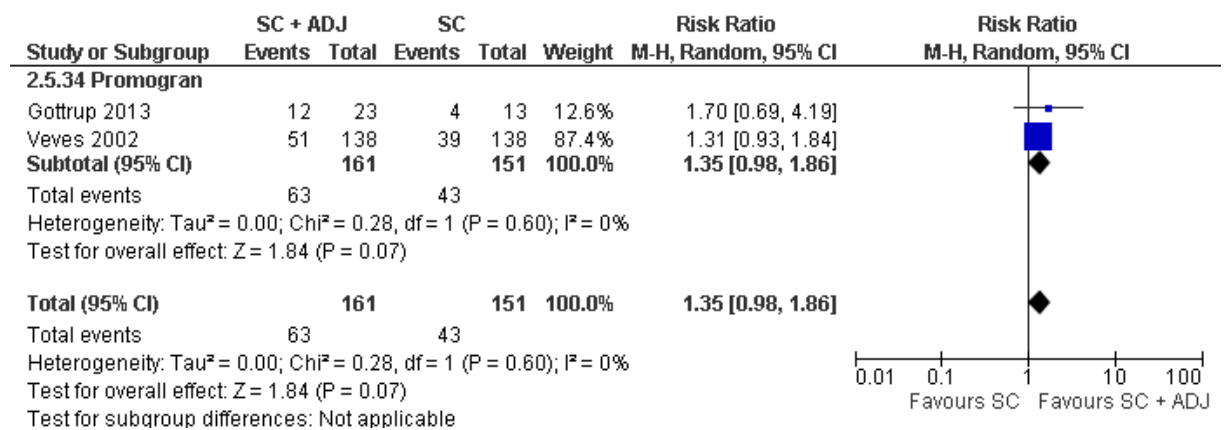 SC + ADJ SC Risk Ratio Risk Ratio
Study or Subgroup Events Total Events Total Weight M-H, Random, 95% CI M-H, Random, 95% CI
2.5.34 Promogran
Gottrup 2013 12 23 4 13 12.6% 1.70 [0.69, 4.19]
Veves 2002 51 138 39 138 87.4% 1.31 [0.93, 1.84]
Subtotal (95% CI) 161 151 100.0% 1.35 [0.98, 1.86]
Total events 63 43
Heterogeneity: Tau² = 0.00; Chi² = 0.28, df = 1 (P = 0.60); I² = 0%
Test for overall effect: Z = 1.84 (P = 0.07)
Total (95% CI) 161 151 100.0% 1.35 [0.98, 1.86]
Total events 63 43
Heterogeneity: Tau² = 0.00; Chi² = 0.28, df = 1 (P = 0.60); I² = 0%
Test for overall effect: Z = 1.84 (P = 0.07)
Test for subgroup differences: Not applicable
0.01 0.1 1 10 100
Favours SC Favours SC + ADJ